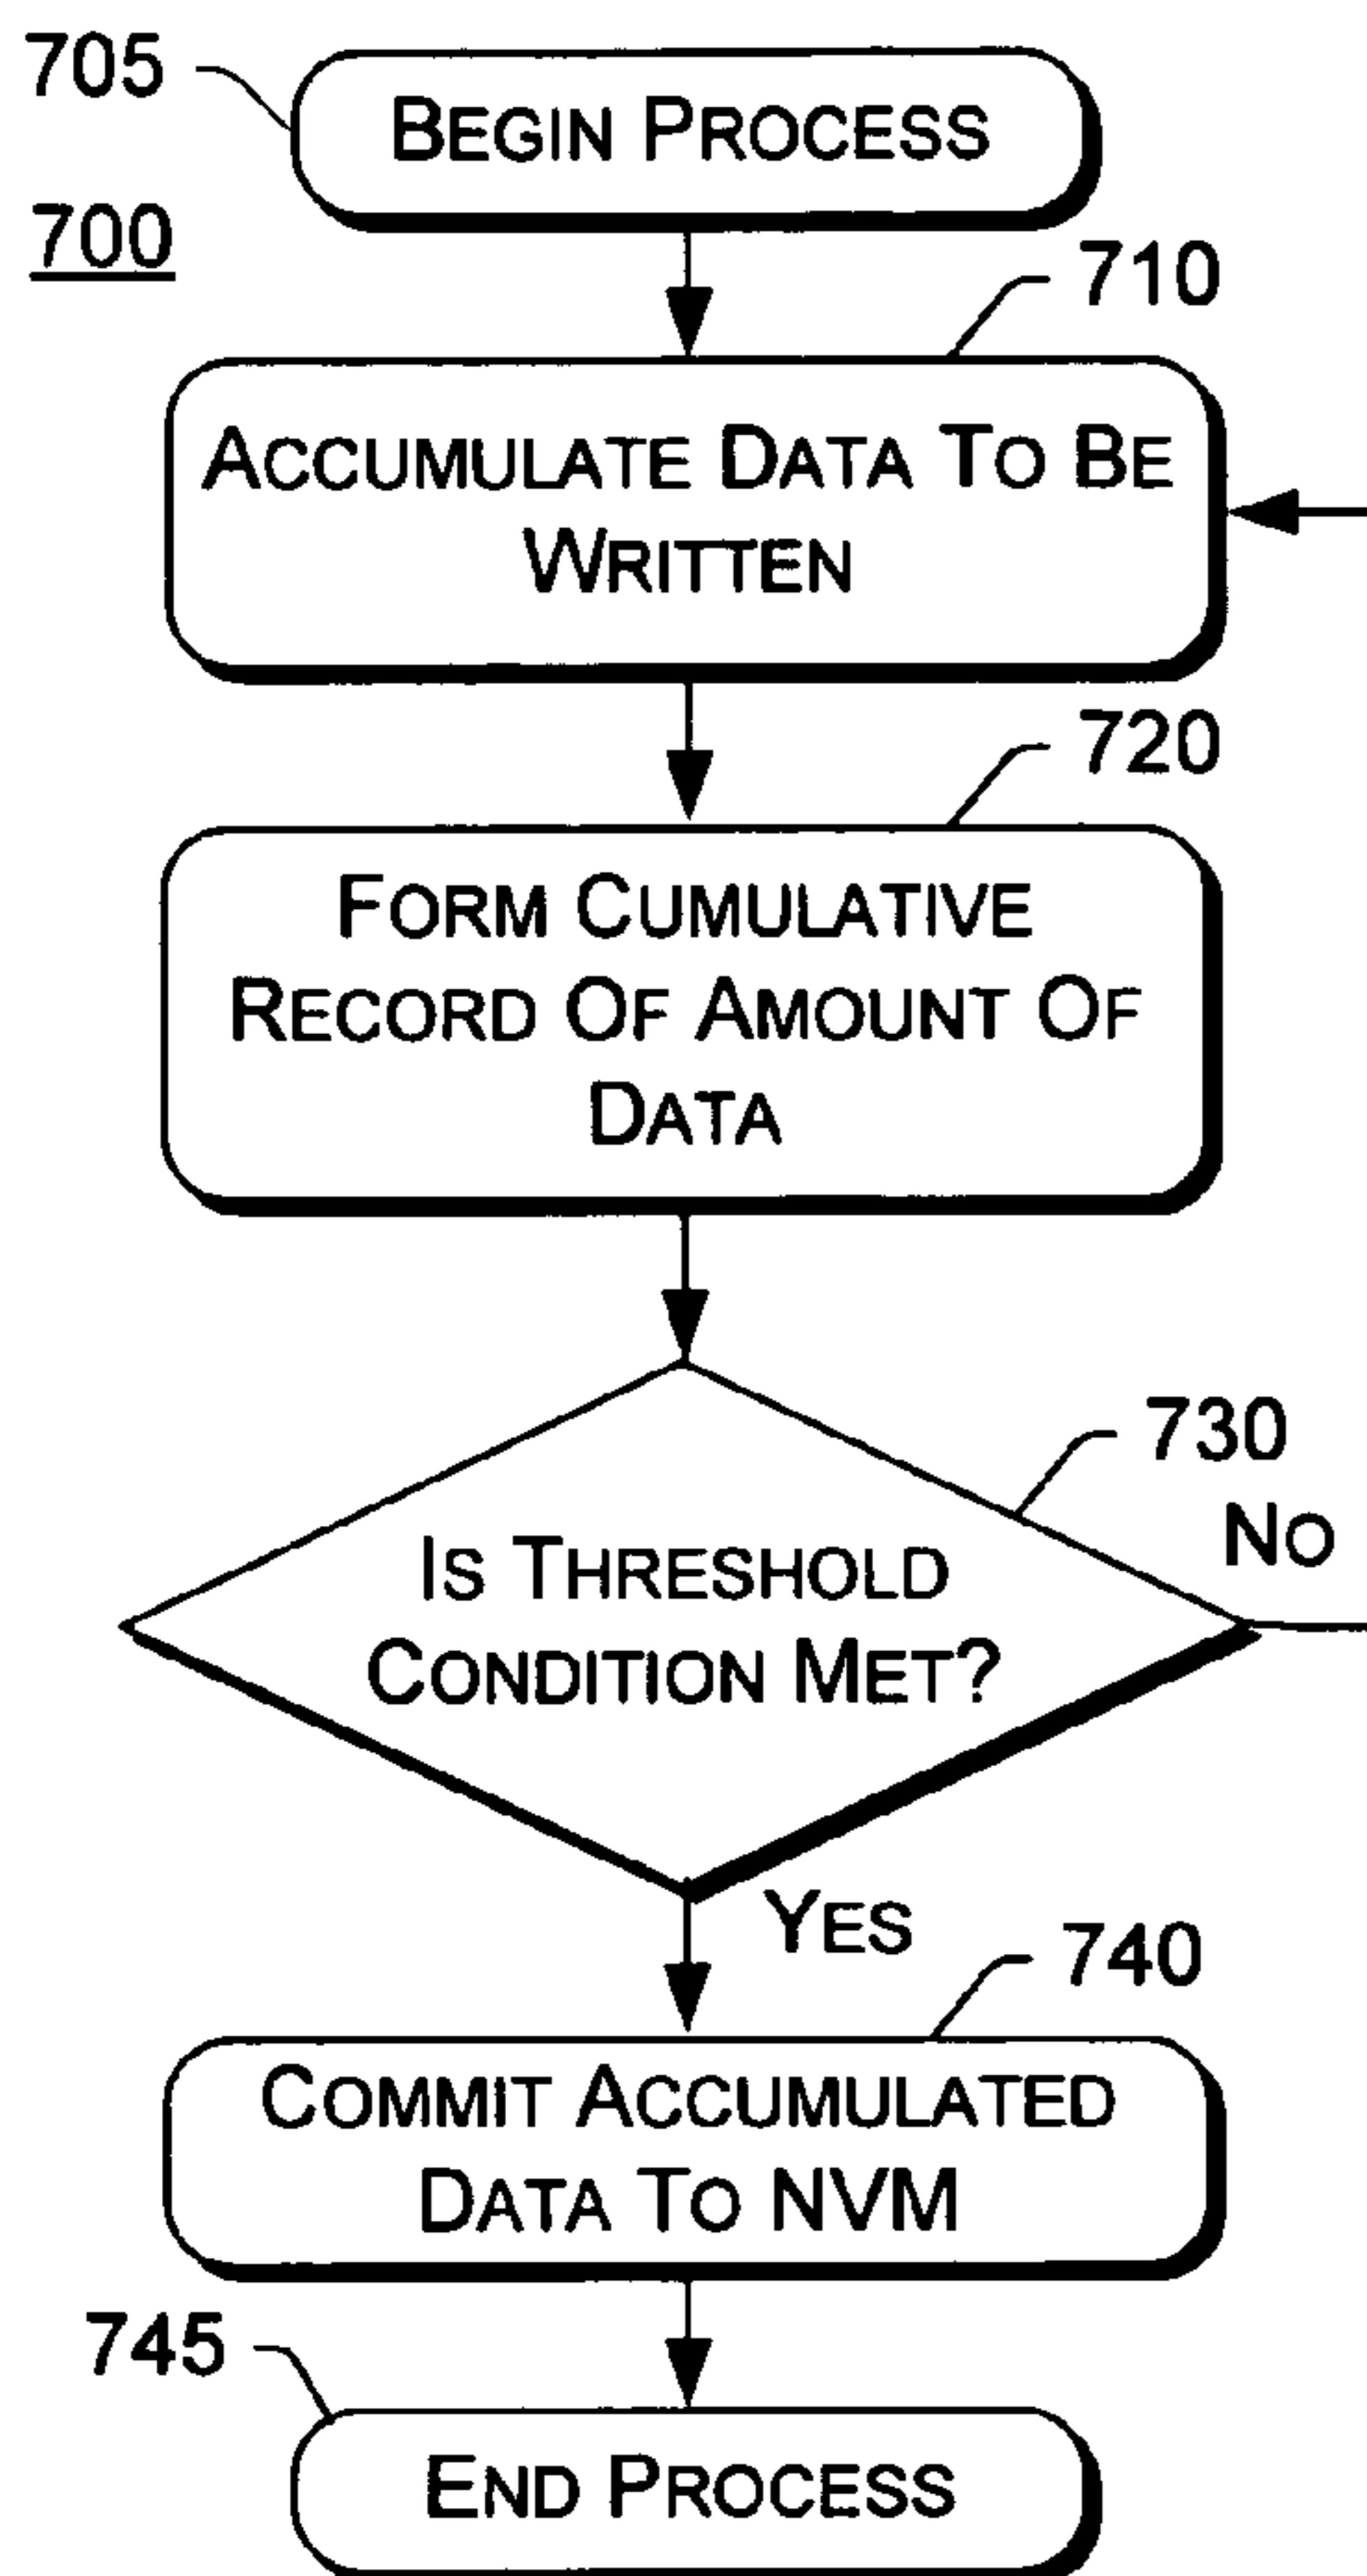 705
BEGIN PROCESS
700
710
ACCUMULATE DATA TO BE
WRITTEN
720
FORM CUMULATIVE
RECORD OF AMOUNT OF
DATA
730
NO
IS THRESHOLD
CONDITION MET?
YES
740
COMMIT ACCUMULATED
DATA TO NVM
745
END PROCESS